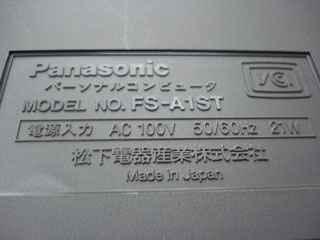 Panasonic
パーソナルコンピュータ
MODEL NO. FS-A1ST
電源入力 AC 100V 50/60Hz 21W
松下電器産業株式会社
Made in Japan